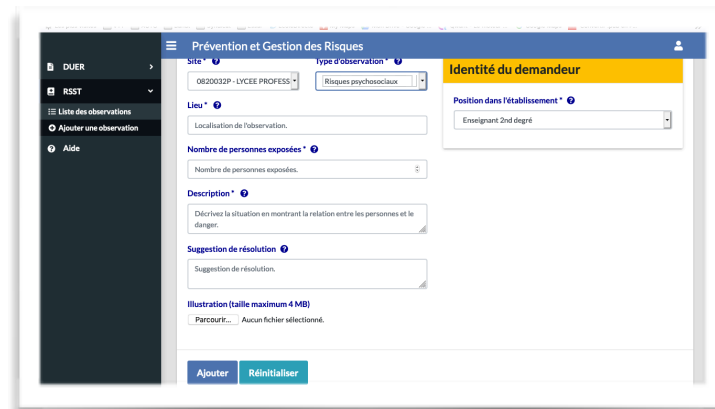 Prévention et Gestion des Risques
DUER
RSST
Liste des observations
Ajouter une observation
Aide
Site *
Type d'observation *
0820032P - LYCEE PROFESS
Risques psychosociaux
Lieu *
Localisation de l'observation.
Nombre de personnes exposées *
Nombre de personnes exposées.
Description *
Décrivez la situation en montrant la relation entre les personnes et le
danger.
Suggestion de résolution
Suggestion de résolution.
Illustration (taille maximum 4 MB)
Parcourir... Aucun fichier sélectionné.
Ajouter
Réinitialiser
Identité du demandeur
Position dans l'établissement *
Enseignant 2nd degré